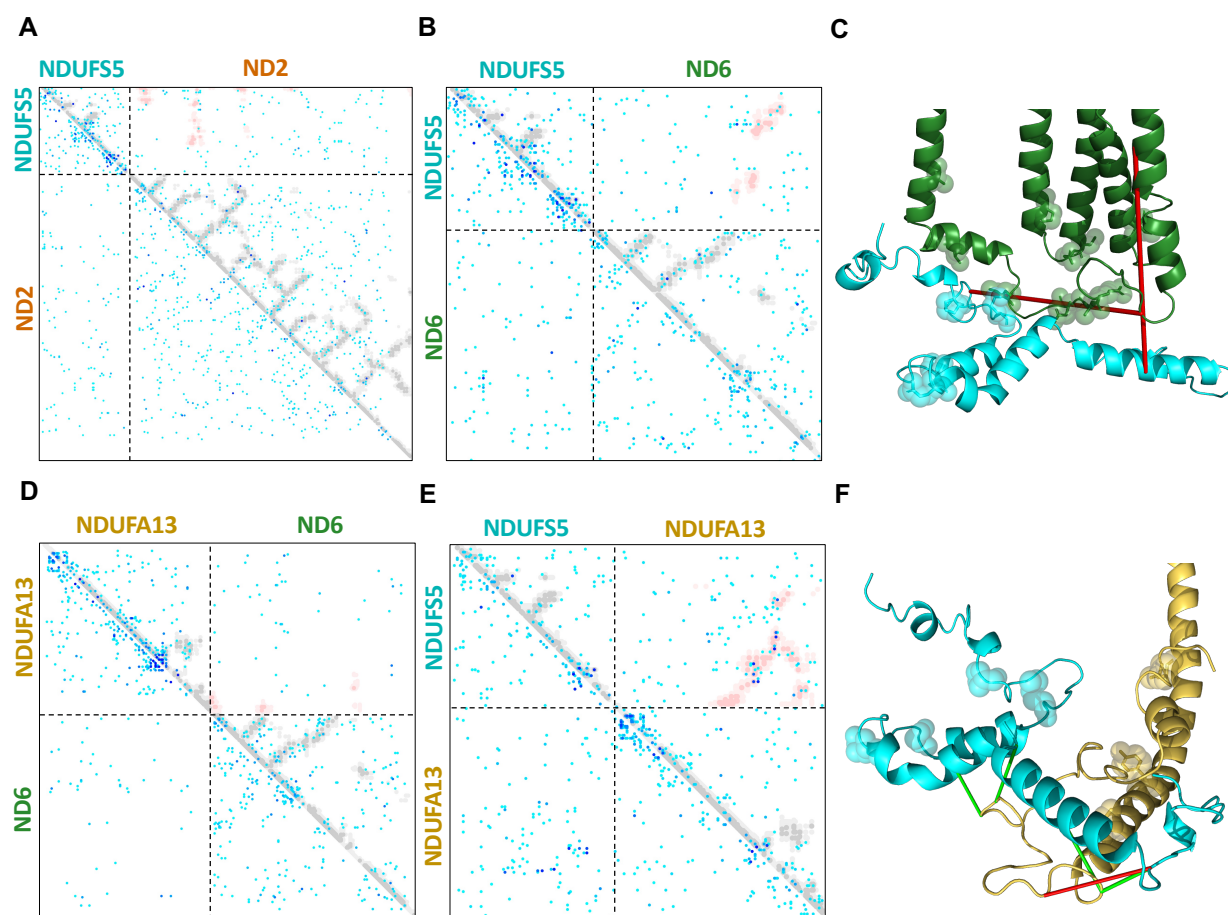 A
B
C
NDUFS5 ND2
NDUFS5 ND6
NDUFS5
ND2
NDUFS5
ND6
D
E
F
NDUFA13 ND6
NDUFS5 NDUFA13
NDUFA13
ND6
NDUFS5
NDUFA13